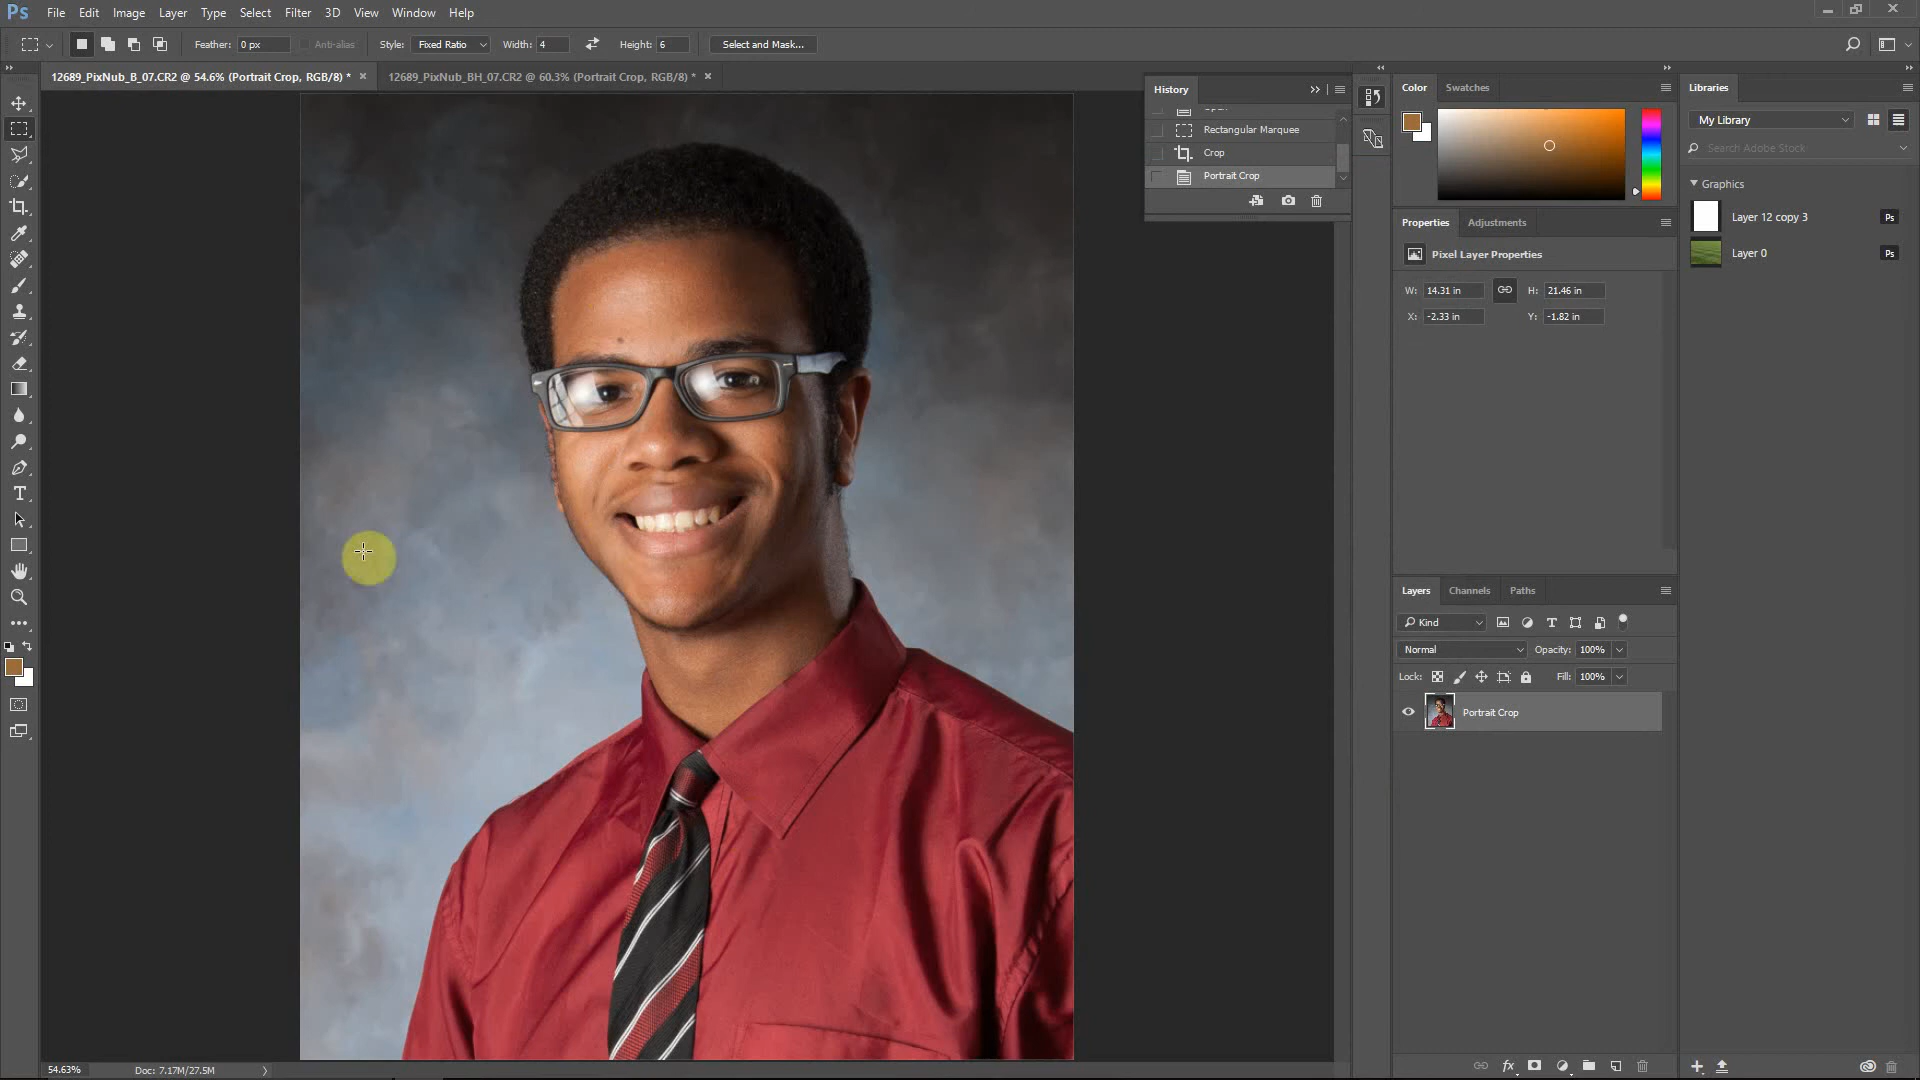 Ps File Edit Image Layer Type Select Filter 3D View Window Help
Feather: 0 px Anti-alias Style: Fixed Ratio Width: 4 Height: 6 Select and Mask...
12689_PixNub_B_07.CR2 @ 54.6% (Portrait Crop, RGB/8) * × 12689_PixNub_BH_07.CR2 @ 60.3% (Portrait Crop, RGB/8) * ×
History
Rectangular Marquee
Crop
Portrait Crop
Color Swatches
Properties Adjustments
Pixel Layer Properties
W: 14.31 in H: 21.46 in
X: -2.33 in Y: -1.82 in
Layers Channels Paths
Kind
Normal Opacity: 100%
Lock: Fill: 100%
Portrait Crop
fx
Libraries
My Library
Search Adobe Stock
Graphics
Layer 12 copy 3 Ps
Layer 0 Ps
54.63% Doc: 7.17M/27.5M